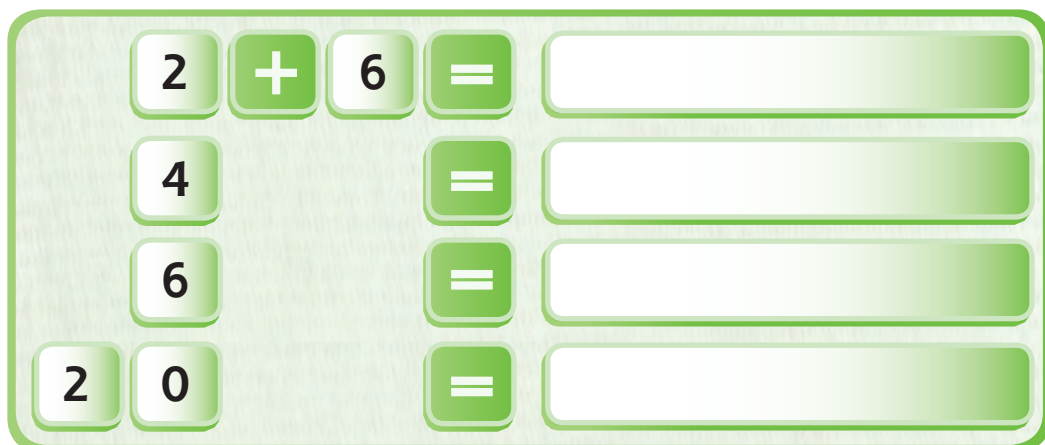 2 + 6 =
4 =
6 =
2 0 =